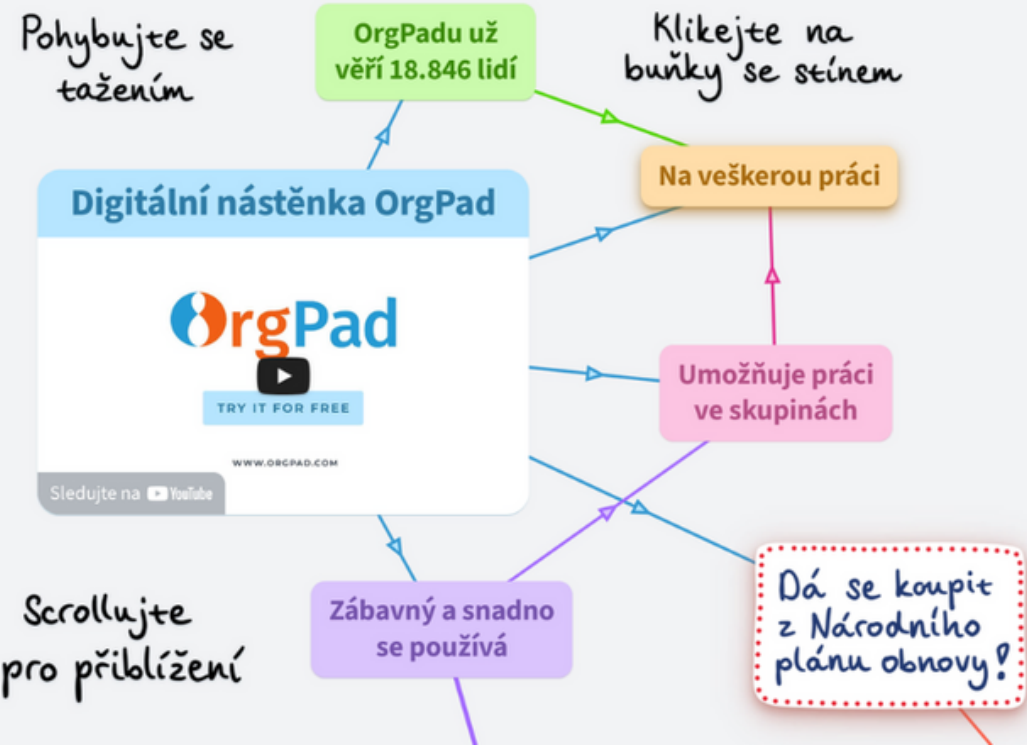 Pohybujte se
tažením
OrgPadu už
věří 18.846 lidí
Klikejte na
buňky se stínem
Na veškerou práci
Digitální nástěnka OrgPad
OrgPad
TRY IT FOR FREE
WWW.ORGPAD.COM
Sledujte na YouTube
Umožňuje práci
ve skupinách
Scrollujte
pro přiblížení
Zábavný a snadno
se používá
Dá se koupit
z Národního
plánu obnovy!